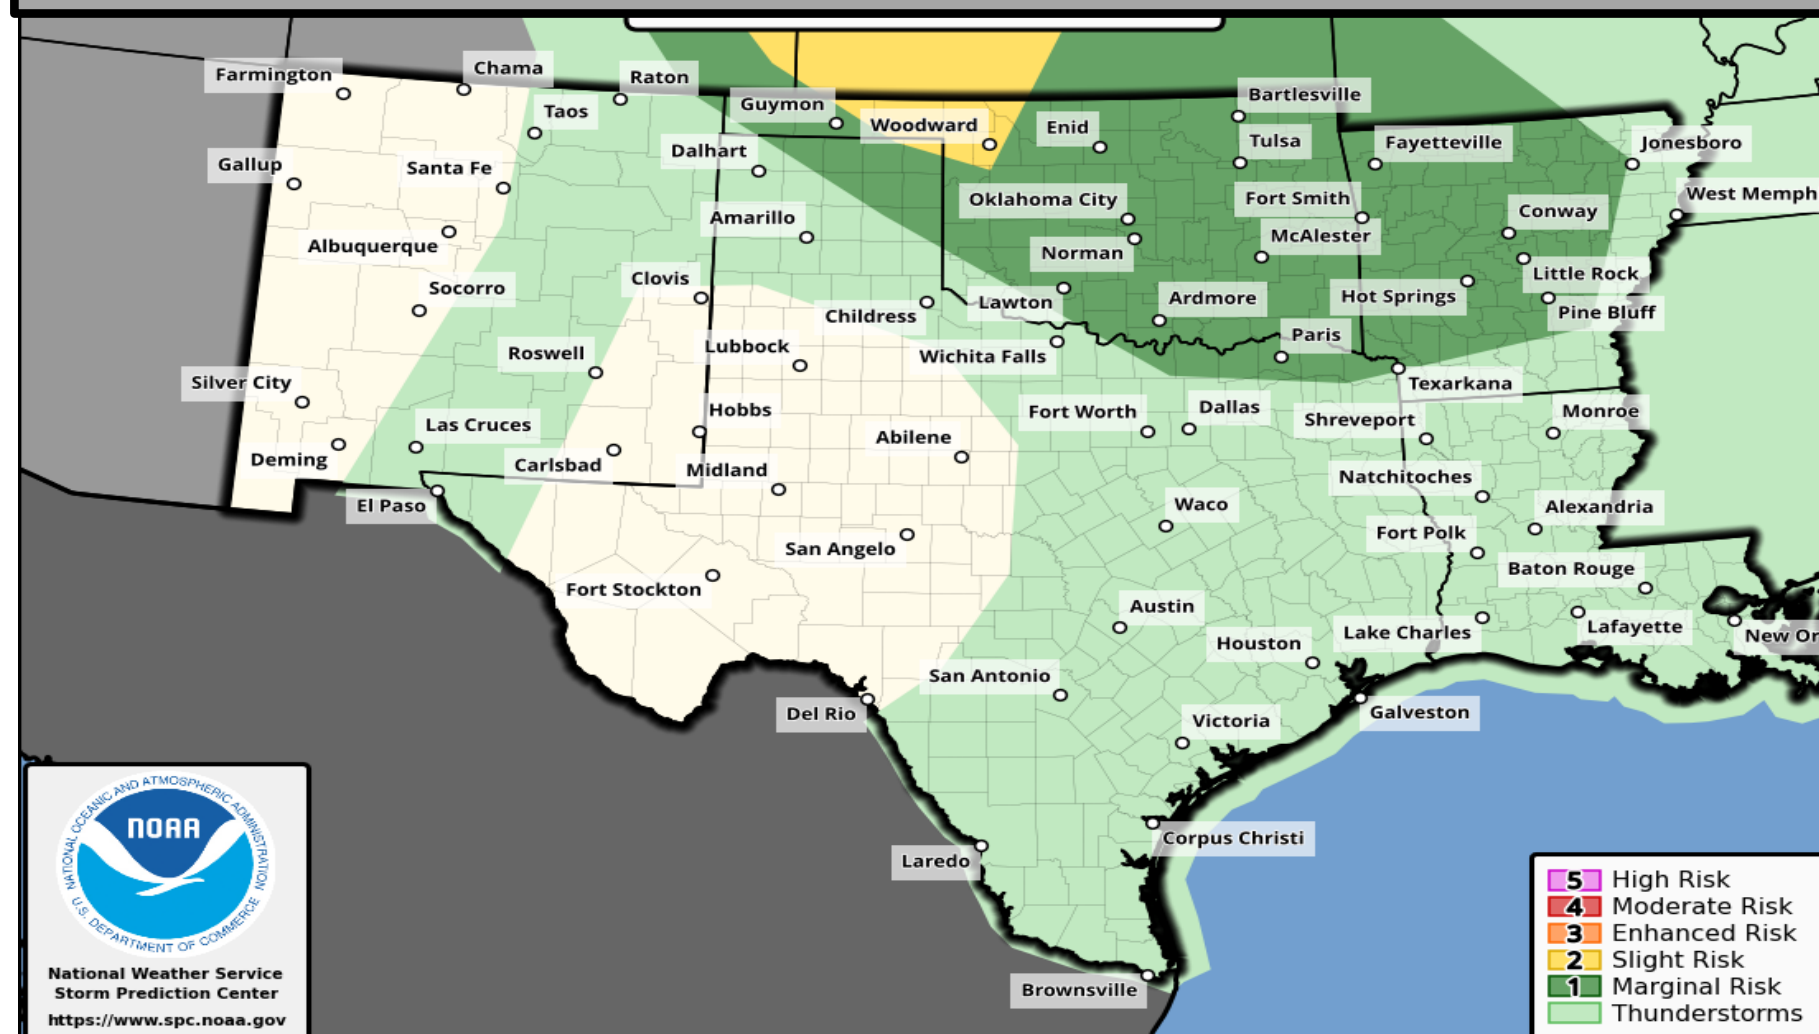 Farmington
Chama
Raton
Taos
Guymon
Woodward
Enid
Bartlesville
Tulsa
Fayetteville
Jonesboro
Gallup
Santa Fe
Dalhart
Oklahoma City
Fort Smith
Conway
West Memph
Albuquerque
Amarillo
Norman
McAlester
Socorro
Clovis
Childress
Lawton
Ardmore
Hot Springs
Little Rock
Pine Bluff
Roswell
Lubbock
Wichita Falls
Paris
Silver City
Texarkana
Las Cruces
Hobbs
Fort Worth
Dallas
Shreveport
Monroe
Deming
Carlsbad
Midland
Abilene
Natchitoches
El Paso
Waco
Alexandria
San Angelo
Fort Polk
Fort Stockton
Baton Rouge
Austin
Houston
Lake Charles
Lafayette
New Or
San Antonio
Del Rio
Victoria
Galveston
Corpus Christi
Laredo
Brownsville
NATIONAL OCEANIC AND ATMOSPHERIC ADMINISTRATION
NOAA
U.S. DEPARTMENT OF COMMERCE
National Weather Service
Storm Prediction Center
https://www.spc.noaa.gov
5 High Risk
4 Moderate Risk
3 Enhanced Risk
2 Slight Risk
1 Marginal Risk
Thunderstorms